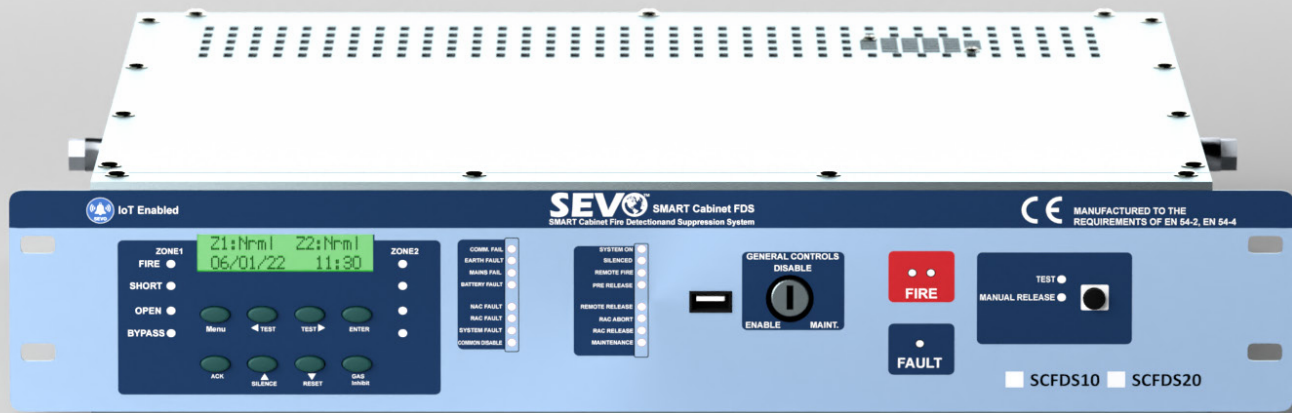 IoT Enabled
SEVO
SEVO™ SMART Cabinet FDS
SMART Cabinet Fire Detectionand Suppression System
CE
MANUFACTURED TO THE
REQUIREMENTS OF EN 54-2, EN 54-4
Z1:Nrml Z2:Nrml
06/01/22 11:30
ZONE1
FIRE
SHORT
OPEN
BYPASS
ZONE2
Menu
◀TEST
TEST▶
ENTER
ACK
▲
SILENCE
▼
RESET
GAS
Inhibit
COMM. FAIL
EARTH FAULT
MAINS FAIL
BATTERY FAULT
NAC FAULT
RAC FAULT
SYSTEM FAULT
COMMON DISABLE
SYSTEM ON
SILENCED
REMOTE FIRE
PRE RELEASE
REMOTE RELEASE
RAC ABORT
RAC RELEASE
MAINTENANCE
GENERAL CONTROLS
DISABLE
ENABLE MAINT.
FIRE
FAULT
TEST
MANUAL RELEASE
SCFDS10 SCFDS20